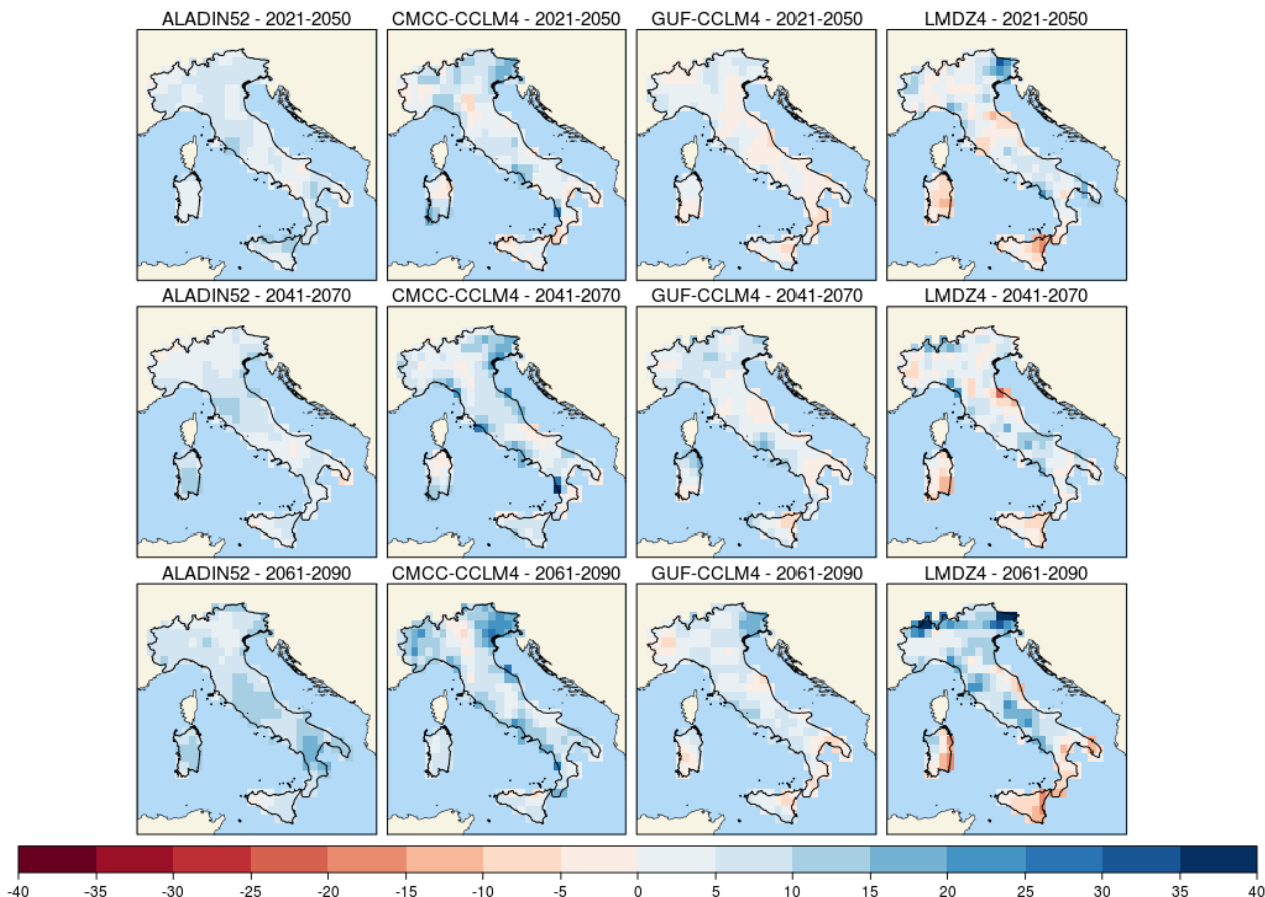 ALADIN52 - 2021-2050 CMCC-CCLM4 - 2021-2050 GUF-CCLM4 - 2021-2050 LMDZ4 - 2021-2050
ALADIN52 - 2041-2070 CMCC-CCLM4 - 2041-2070 GUF-CCLM4 - 2041-2070 LMDZ4 - 2041-2070
ALADIN52 - 2061-2090 CMCC-CCLM4 - 2061-2090 GUF-CCLM4 - 2061-2090 LMDZ4 - 2061-2090
-40 -35 -30 -25 -20 -15 -10 -5 0 5 10 15 20 25 30 35 40